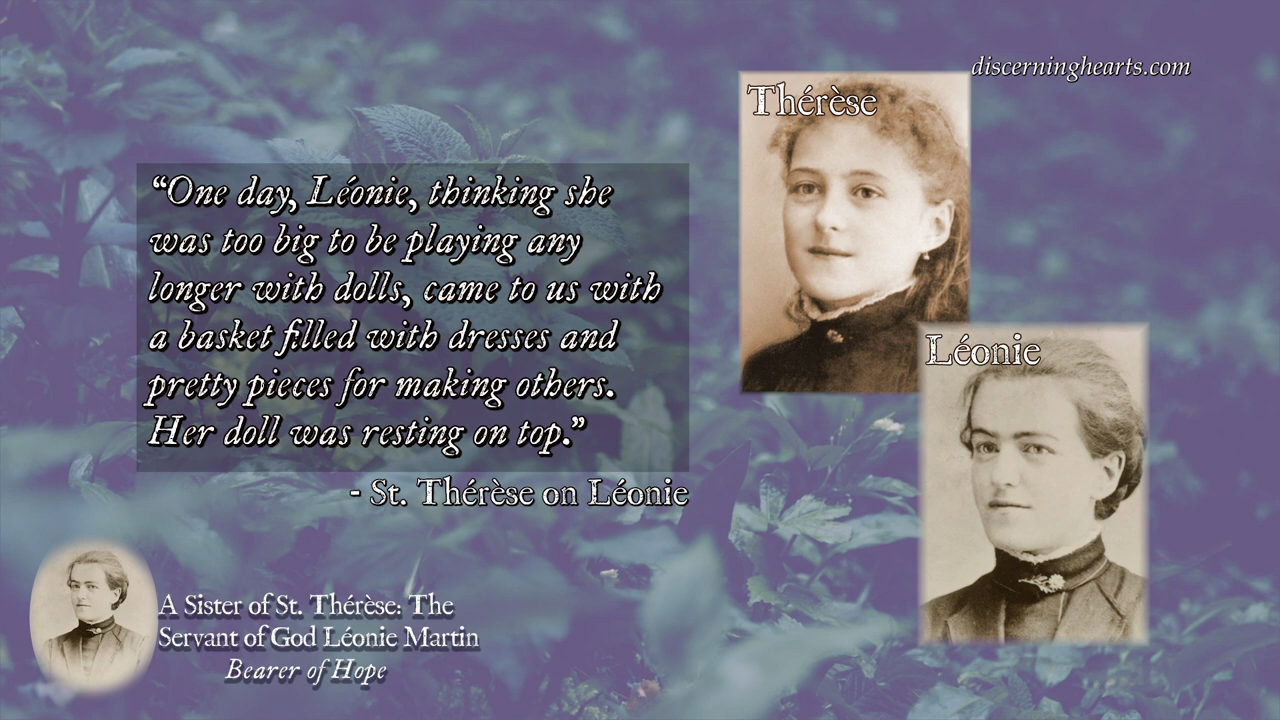 discerninghearts.com
Thérèse
“One day, Léonie, thinking she
was too big to be playing any
longer with dolls, came to us with
a basket filled with dresses and
pretty pieces for making others.
Her doll was resting on top.”
- St. Thérèse on Léonie
Léonie
A Sister of St. Thérèse: The
Servant of God Léonie Martin
Bearer of Hope